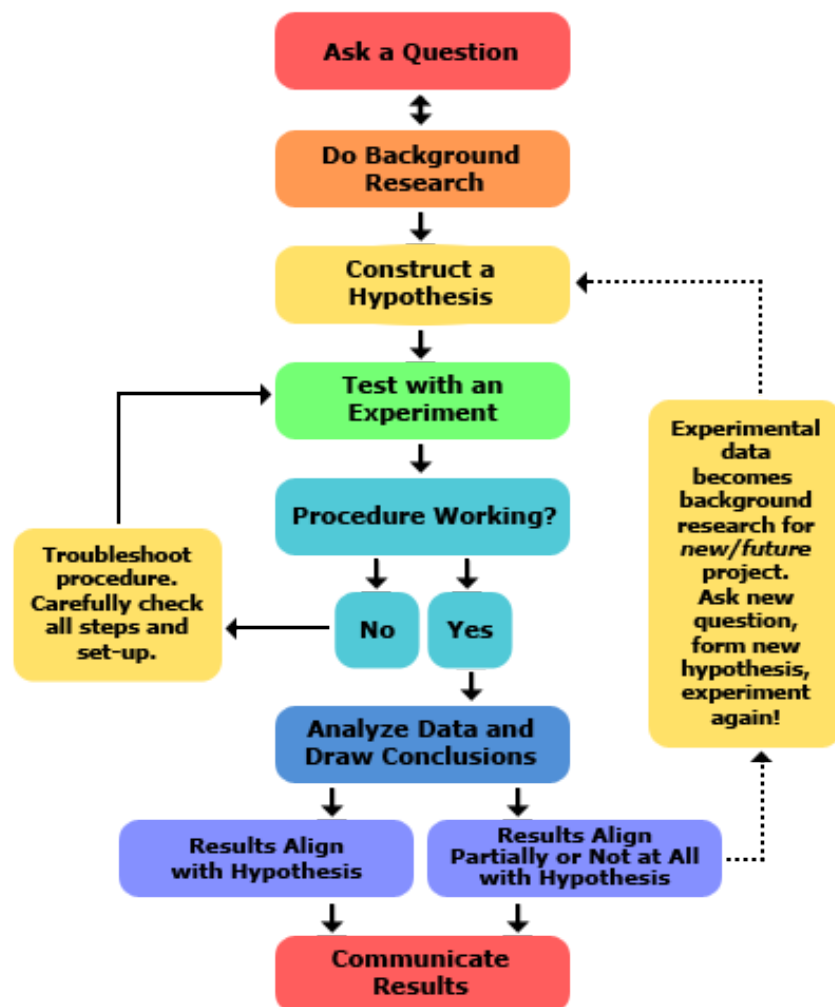 Ask a Question
Do Background
Research
Construct a
Hypothesis
Test with an
Experiment
Procedure Working?
No
Yes
Troubleshoot
procedure.
Carefully check
all steps and
set-up.
Analyze Data and
Draw Conclusions
Results Align
with Hypothesis
Results Align
Partially or Not at All
with Hypothesis
Experimental
data
becomes
background
research for
new/future
project.
Ask new
question,
form new
hypothesis,
experiment
again!
Communicate
Results